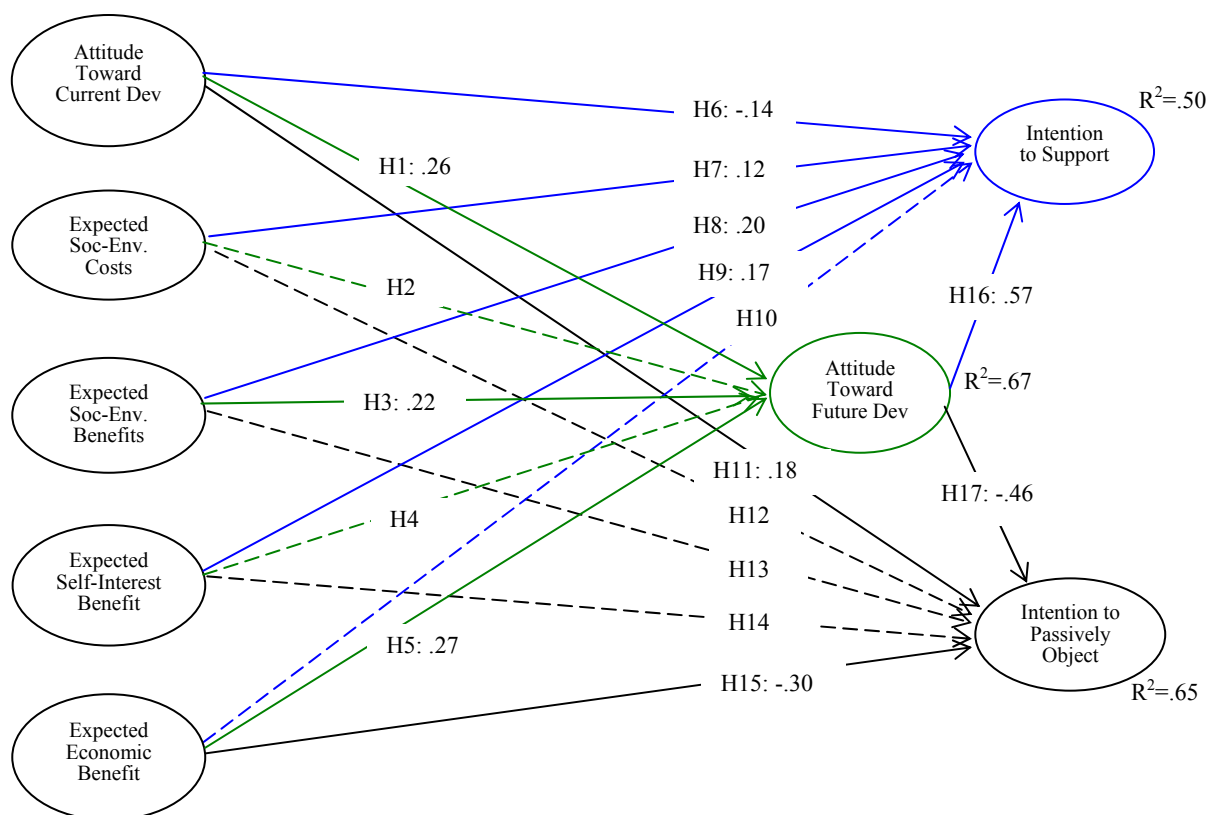 Attitude
Toward
Current Dev
Expected
Soc-Env.
Costs
Expected
Soc-Env.
Benefits
Expected
Self-Interest
Benefit
Expected
Economic
Benefit
H1: .26
H2
H3: .22
H4
H5: .27
H6: -.14
H7: .12
H8: .20
H9: .17
H10
H11: .18
H12
H13
H14
H15: -.30
Attitude
Toward
Future Dev
R²=.67
H16: .57
H17: -.46
Intention
to Support
R²=.50
Intention to
Passively
Object
R²=.65